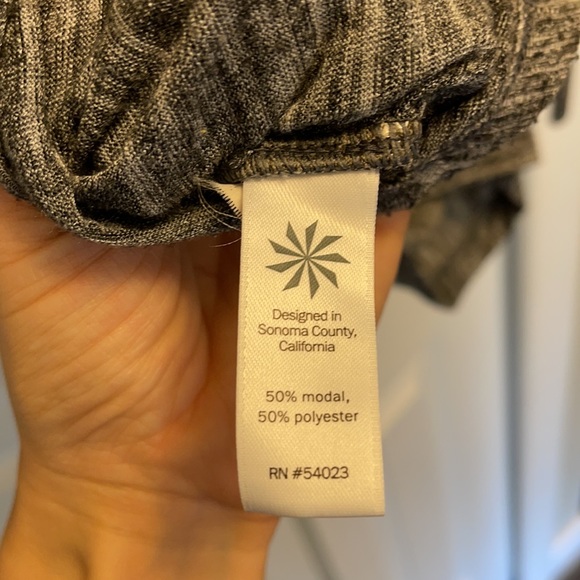 Designed in
Sonoma County,
California
50% modal,
50% polyester
RN #54023